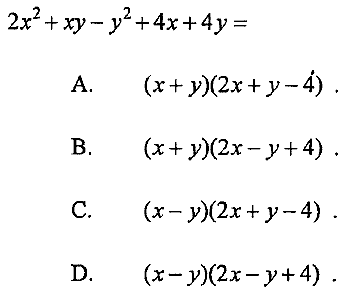 2x² + xy − y² + 4x + 4y =
A. (x + y)(2x + y − 4) .
B. (x + y)(2x − y + 4) .
C. (x − y)(2x + y − 4) .
D. (x − y)(2x − y + 4) .